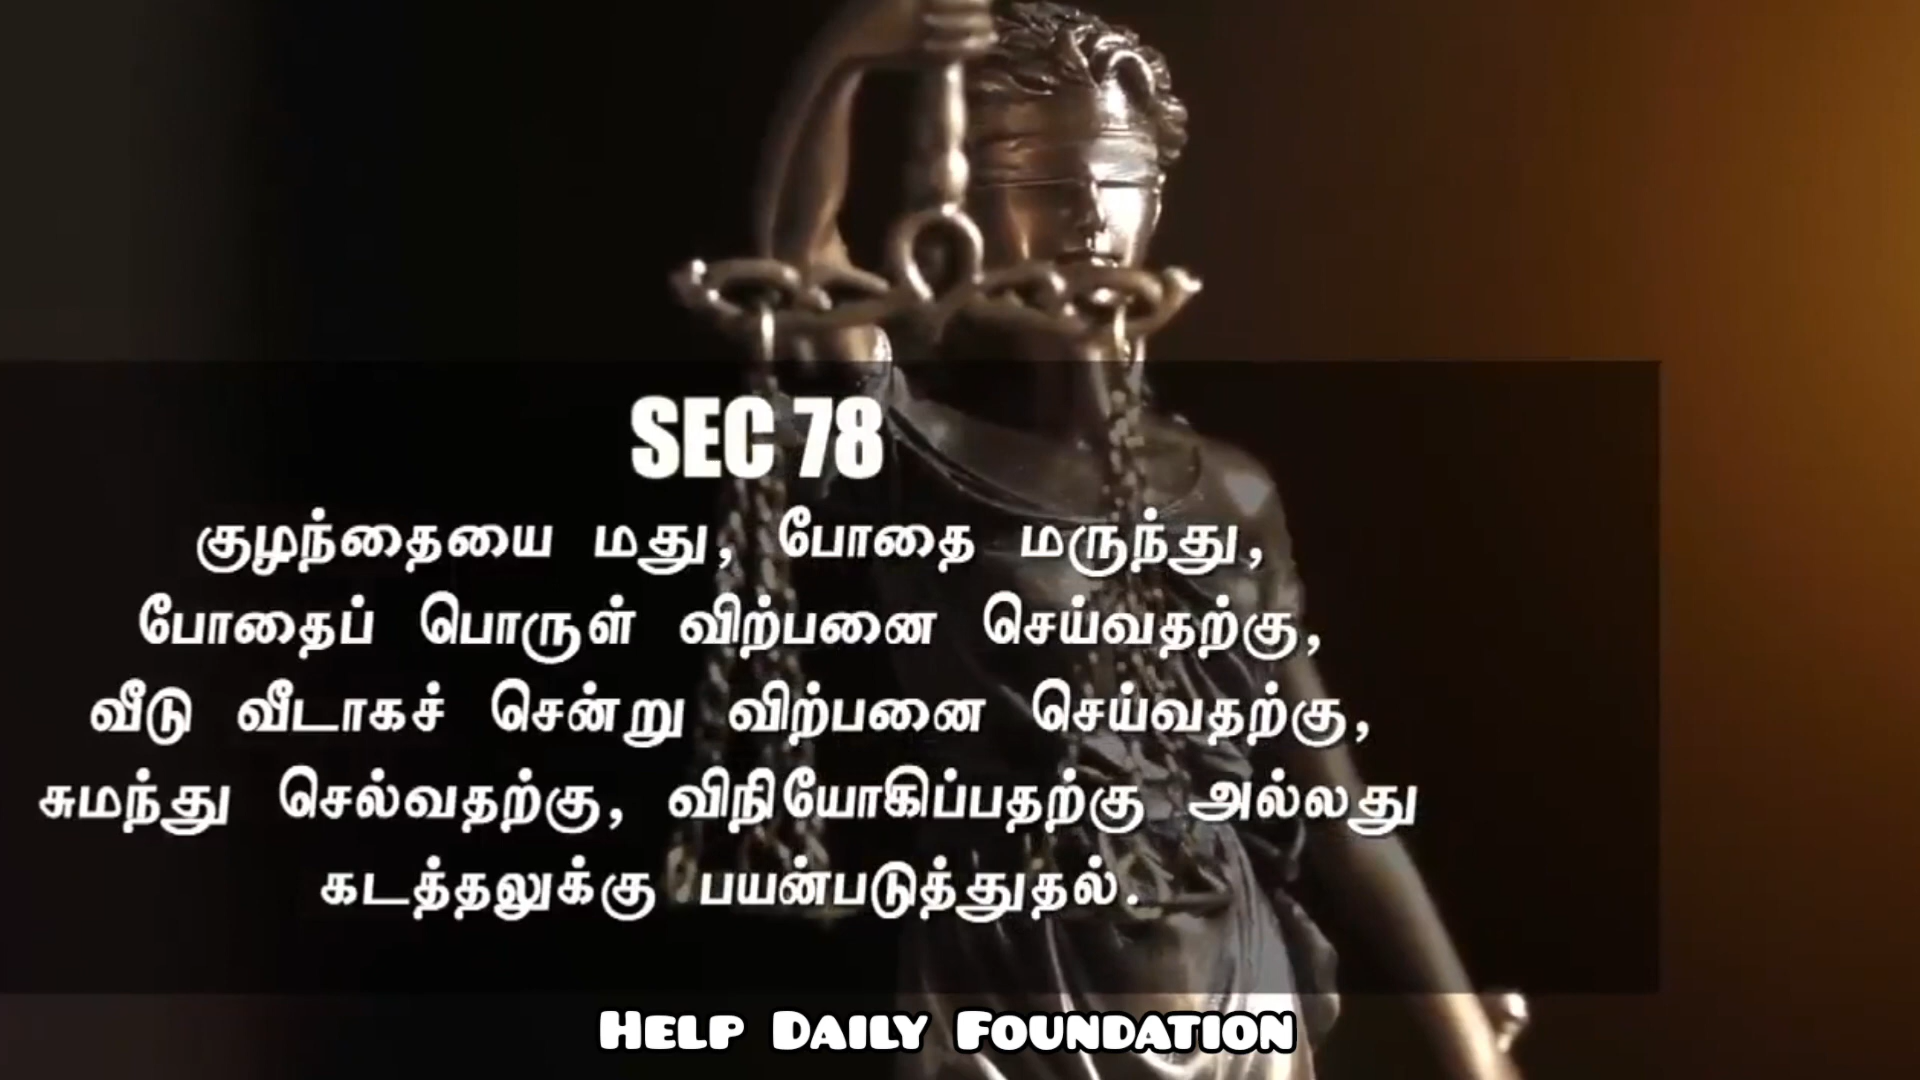 SEC 78
குழந்தையை மது, போதை மருந்து,
போதைப் பொருள் விற்பனை செய்வதற்கு,
வீடு வீடாகச் சென்று விற்பனை செய்வதற்கு,
சுமந்து செல்வதற்கு, விநியோகிப்பதற்கு அல்லது
கடத்தலுக்கு பயன்படுத்துதல்.
HELP DAILY FOUNDATION